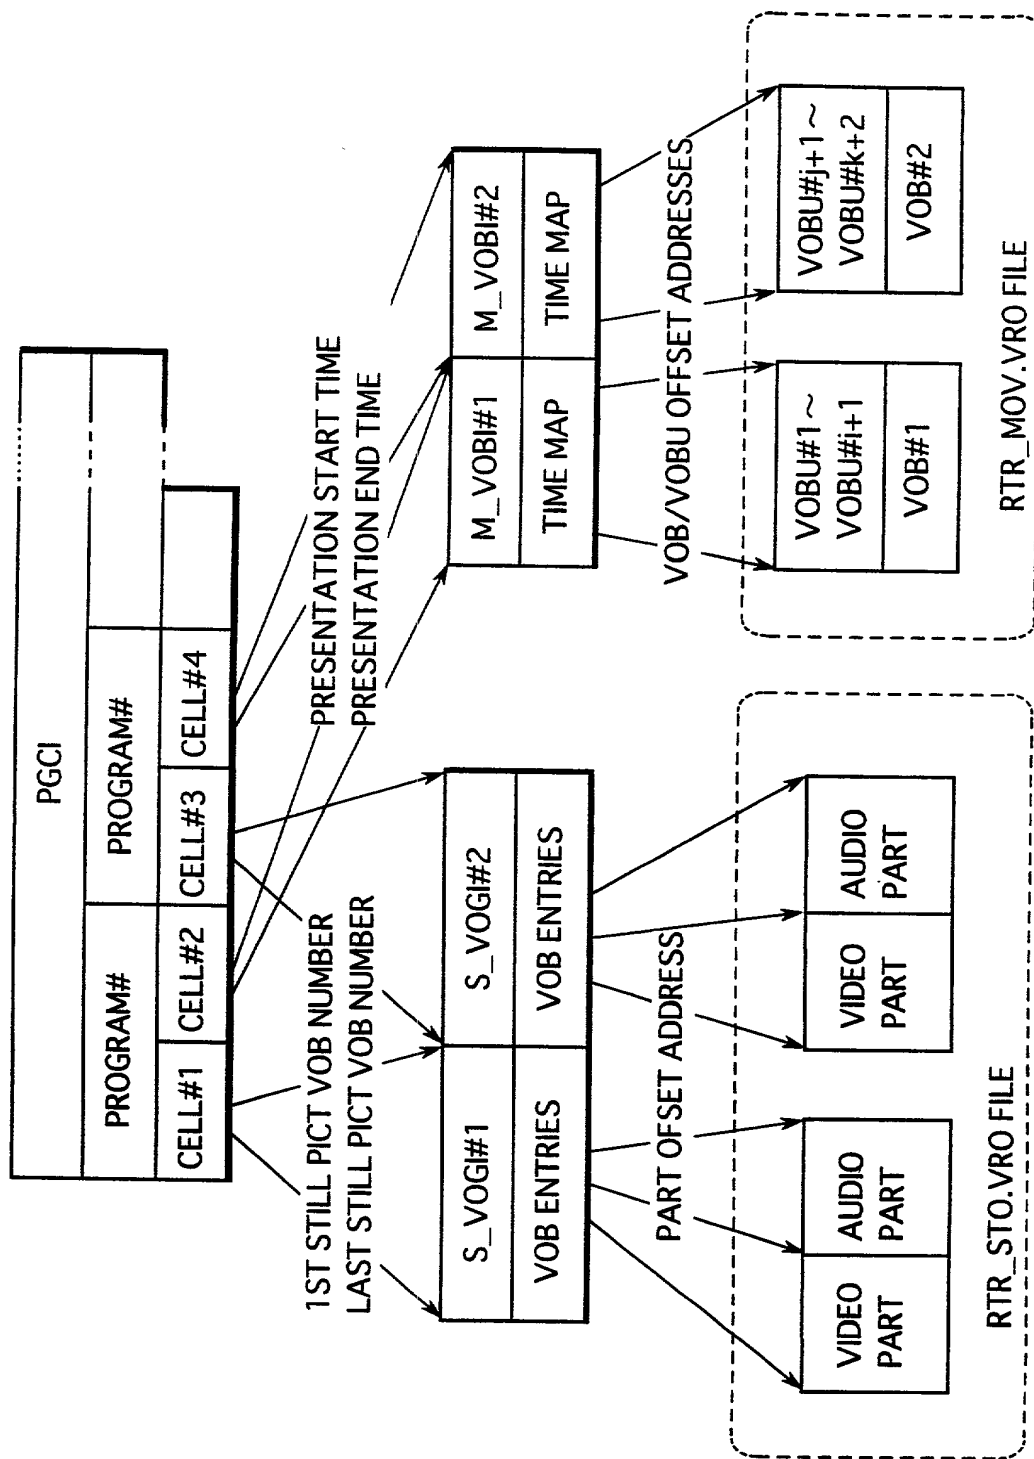 PGCI
PROGRAM#
PROGRAM#
CELL#1
CELL#2
CELL#3
CELL#4
1ST STILL PICT VOB NUMBER
LAST STILL PICT VOB NUMBER
PRESENTATION START TIME
PRESENTATION END TIME
S_VOGI#1
S_VOGI#2
VOB ENTRIES
VOB ENTRIES
M_VOBI#1
M_VOBI#2
TIME MAP
TIME MAP
PART OFSET ADDRESS
VOB/VOBU OFFSET ADDRESSES
VIDEO
PART
AUDIO
PART
VIDEO
PART
AUDIO
PART
RTR_STO.VRO FILE
VOBU#1~
VOBU#i+1
VOB#1
VOBU#j+1~
VOBU#k+2
VOB#2
RTR_MOV.VRO FILE